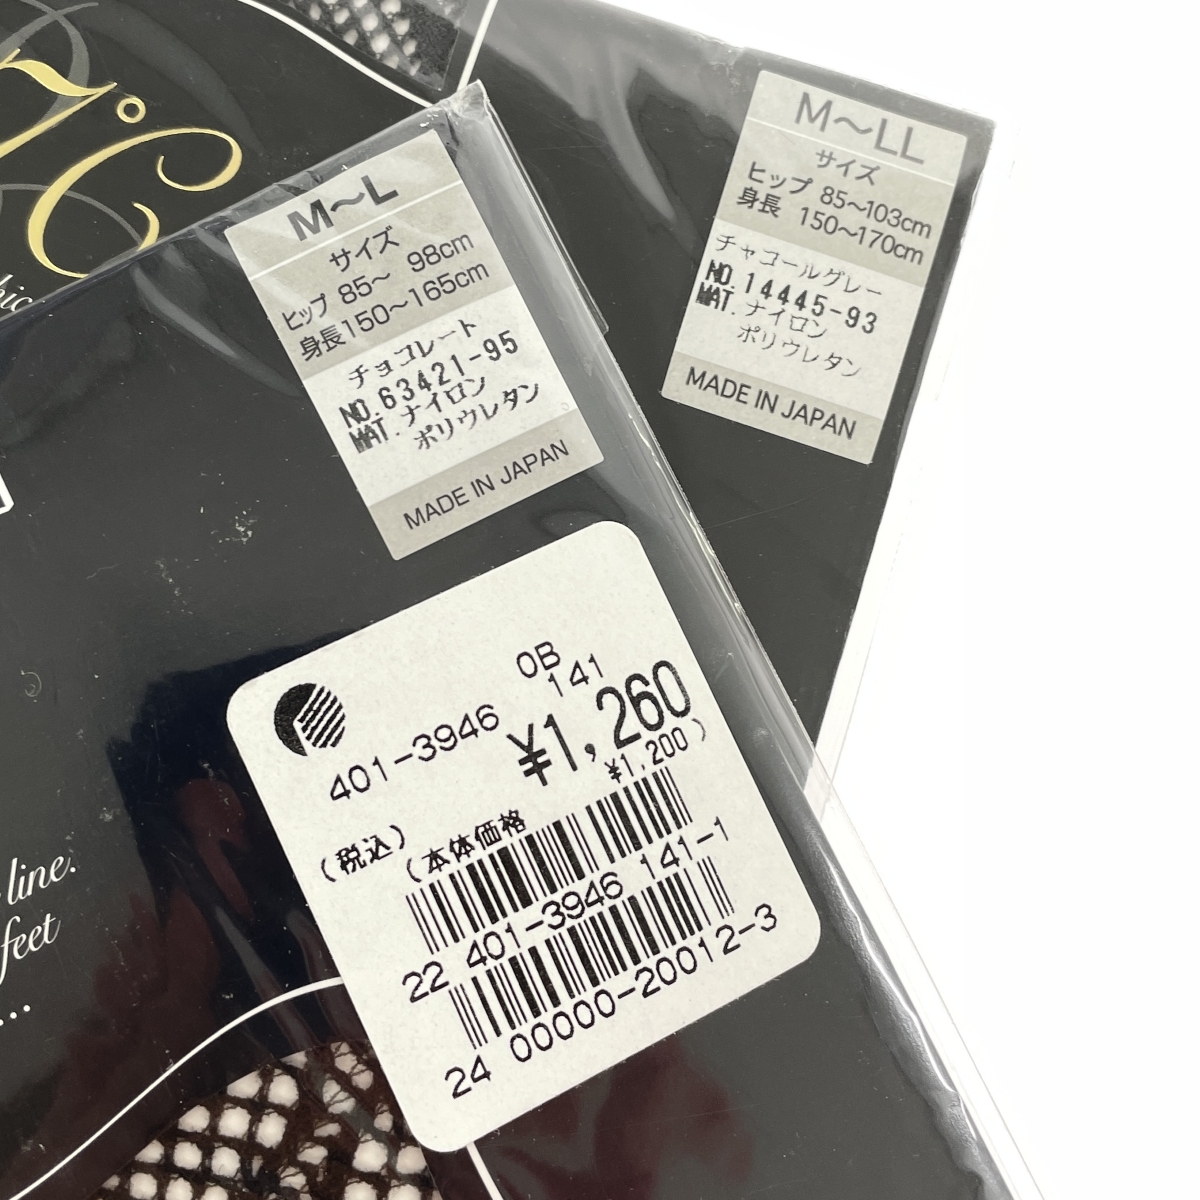 M～L
サイズ
ヒップ 85～ 98cm
身長150～165cm
チョコレート
NO.63421-95
MAT.ナイロン
ポリウレタン
MADE IN JAPAN
M～LL
サイズ
ヒップ 85～103cm
身長 150～170cm
チャコールグレー
NO.14445-93
MAT.ナイロン
ポリウレタン
MADE IN JAPAN
0B
141
401-3946 ¥1,260
(税込) (本体価格 ¥1,200)
22 401-3946 141-1
24 00000-20012-3
line.
feet
...